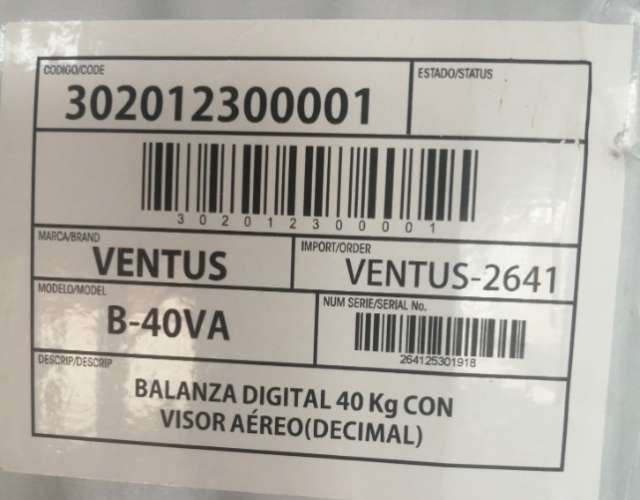 CODIGO/CODE
302012300001
ESTADO/STATUS
302012300001
MARCA/BRAND
VENTUS
IMPORT/ORDER
VENTUS-2641
MODELO/MODEL
B-40VA
NUM SERIE/SERIAL No.
264125301918
DESCRIP/DESCRIP
BALANZA DIGITAL 40 Kg CON
VISOR AÉREO(DECIMAL)